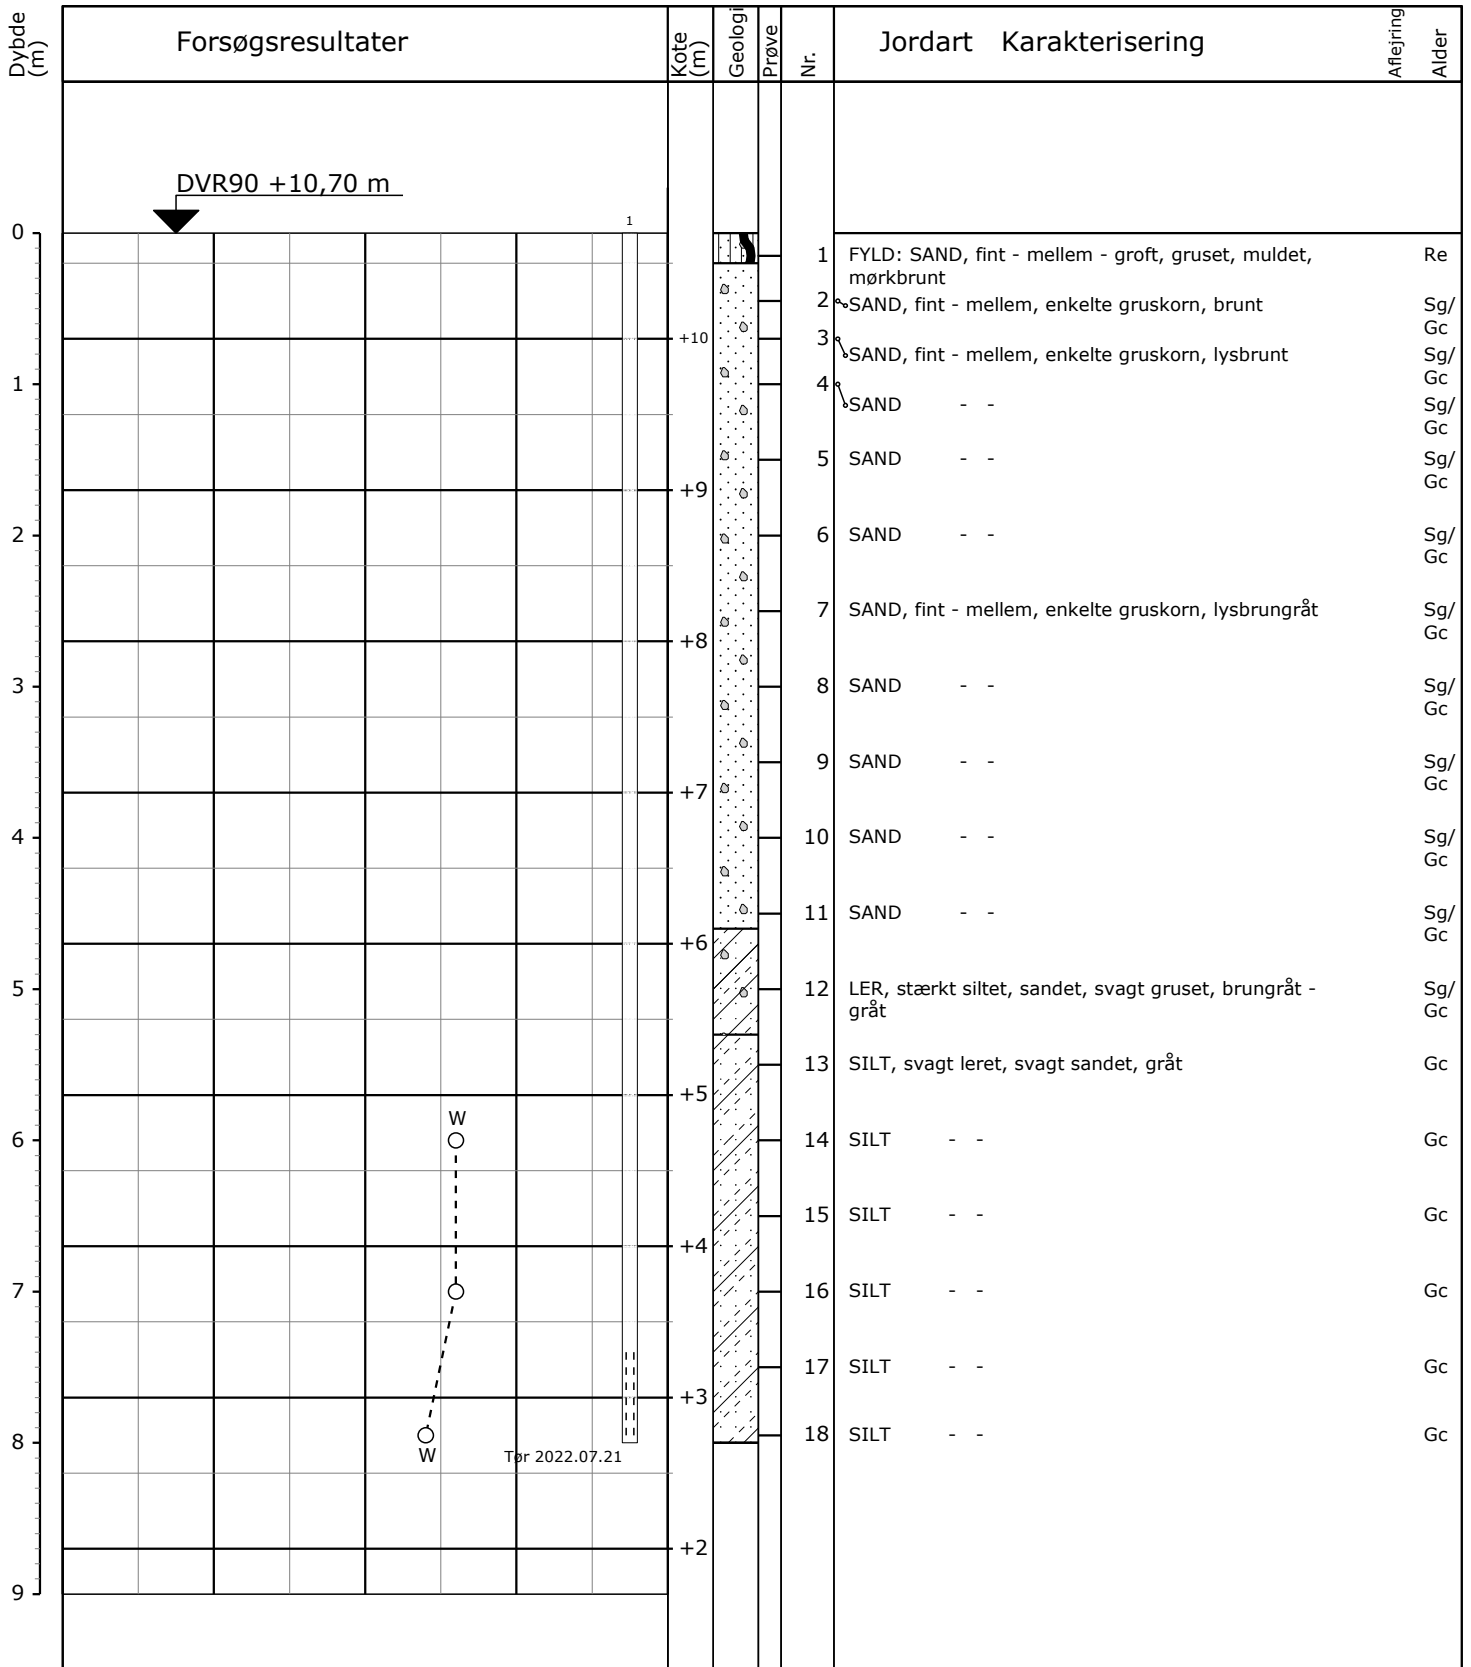 Dybde
(m)
Forsøgsresultater
Kote
(m)
Geologi
Prøve
Nr.
Jordart Karakterisering
Aflejring
Alder
DVR90 +10,70 m
1
0
1 FYLD: SAND, fint - mellem - groft, gruset, muldet, Re
mørkbrunt
2 SAND, fint - mellem, enkelte gruskorn, brunt Sg/
Gc
+10
3 SAND, fint - mellem, enkelte gruskorn, lysbrunt Sg/
Gc
1
4 SAND - - Sg/
Gc
5 SAND - - Sg/
Gc
+9
2
6 SAND - - Sg/
Gc
7 SAND, fint - mellem, enkelte gruskorn, lysbrungråt Sg/
Gc
+8
3
8 SAND - - Sg/
Gc
9 SAND - - Sg/
Gc
+7
4
10 SAND - - Sg/
Gc
11 SAND - - Sg/
Gc
+6
5
12 LER, stærkt siltet, sandet, svagt gruset, brungråt - Sg/
gråt Gc
13 SILT, svagt leret, svagt sandet, gråt Gc
+5
W
6
14 SILT - - Gc
15 SILT - - Gc
+4
7
16 SILT - - Gc
17 SILT - - Gc
+3
8
18 SILT - - Gc
W
Tør 2022.07.21
+2
9